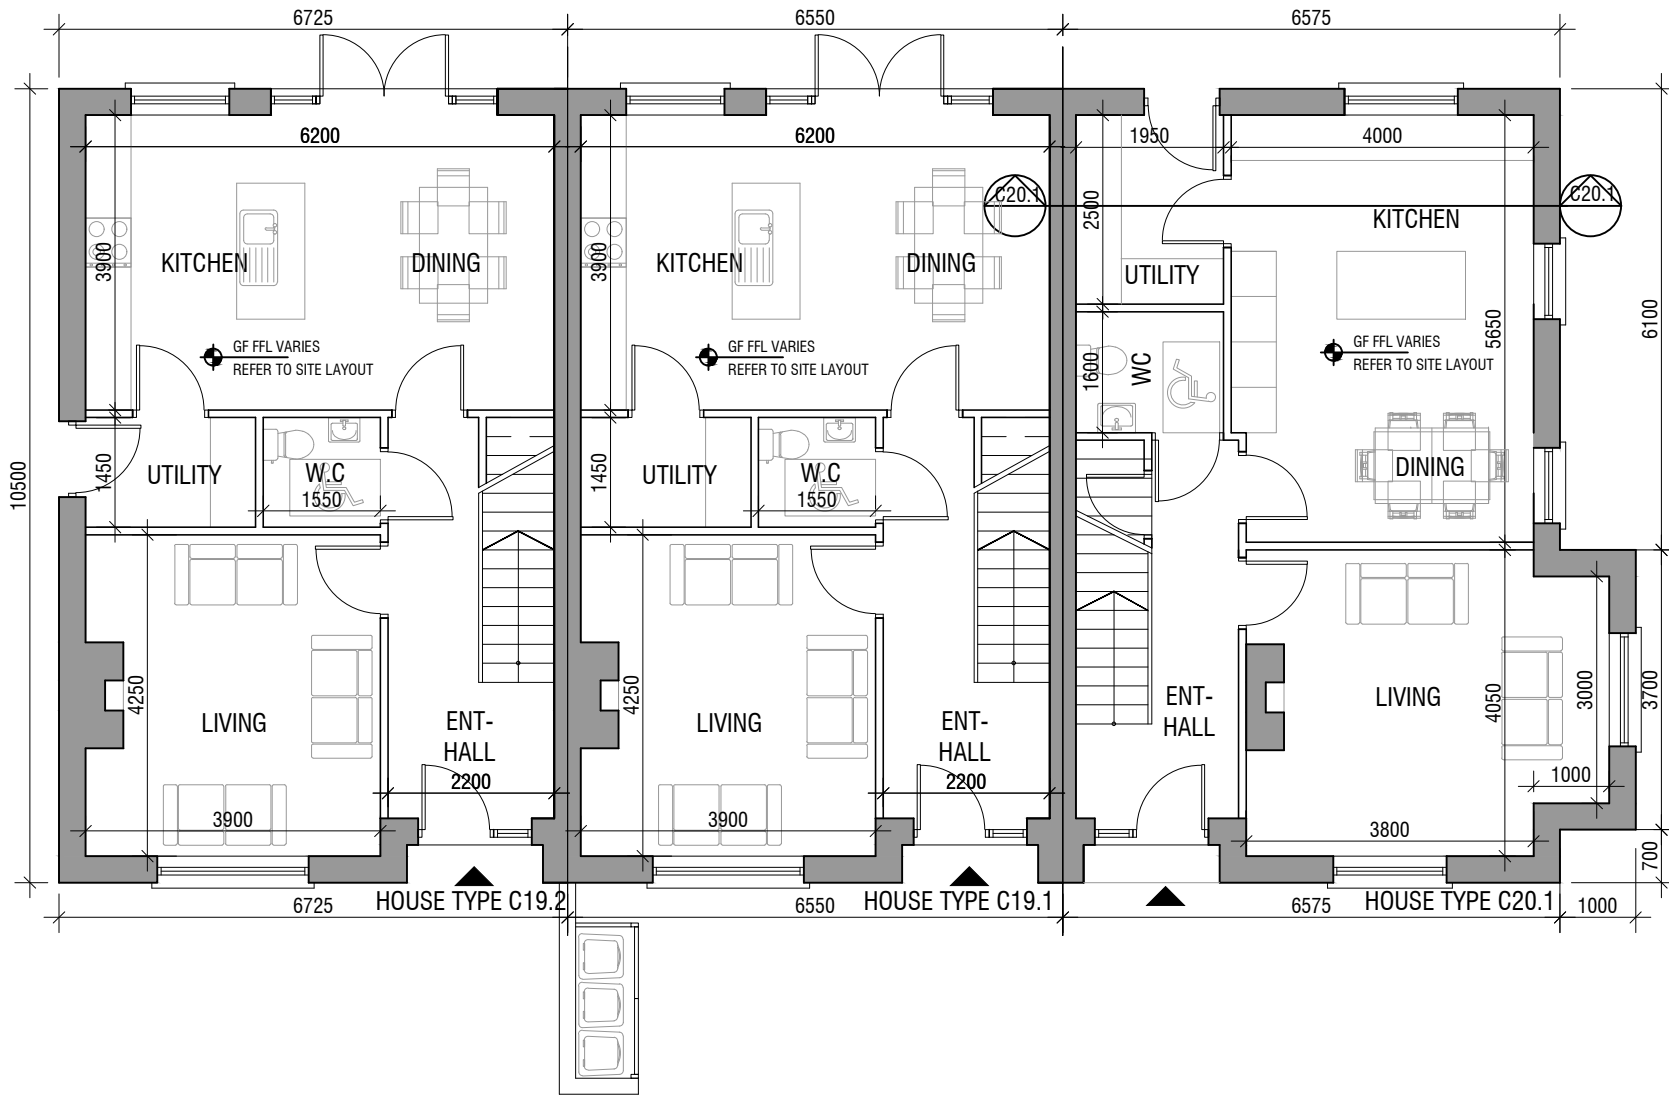 6725
6550
6575
6200
6200
1950
4000
C20.1
C20.1
KITCHEN
DINING
3900
KITCHEN
DINING
3900
2500
UTILITY
KITCHEN
GF FFL VARIES
REFER TO SITE LAYOUT
GF FFL VARIES
REFER TO SITE LAYOUT
GF FFL VARIES
REFER TO SITE LAYOUT
1600
WC
5650
6100
10500
1450
UTILITY
W.C
1550
1450
UTILITY
W.C
1550
DINING
4250
LIVING
ENT-
HALL
2200
3900
4250
LIVING
ENT-
HALL
2200
3900
ENT-
HALL
LIVING
4050
3000
3700
1000
3800
700
HOUSE TYPE C19.2
HOUSE TYPE C19.1
HOUSE TYPE C20.1
6725
6550
6575
1000